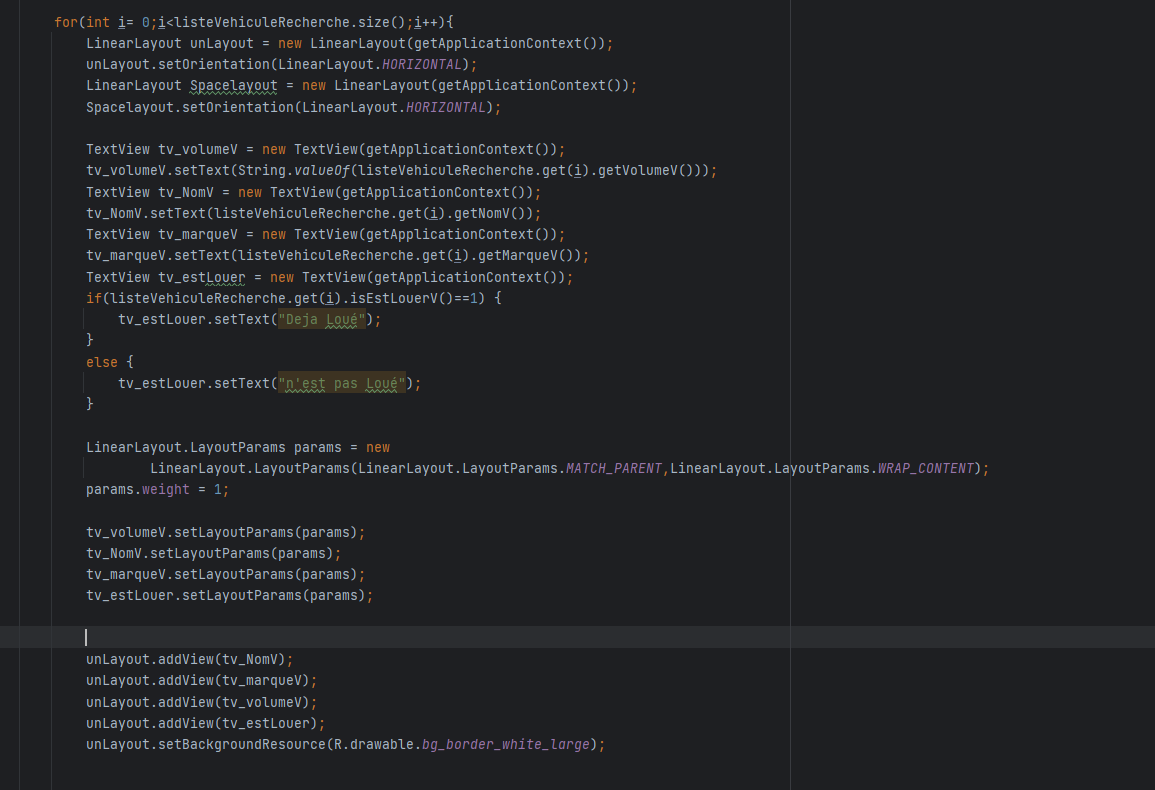 for(int i= 0;i<listeVehiculeRecherche.size();i++){
LinearLayout unLayout = new LinearLayout(getApplicationContext());
unLayout.setOrientation(LinearLayout.HORIZONTAL);
LinearLayout Spacelayout = new LinearLayout(getApplicationContext());
Spacelayout.setOrientation(LinearLayout.HORIZONTAL);
TextView tv_volumeV = new TextView(getApplicationContext());
tv_volumeV.setText(String.valueOf(listeVehiculeRecherche.get(i).getVolumeV()));
TextView tv_NomV = new TextView(getApplicationContext());
tv_NomV.setText(listeVehiculeRecherche.get(i).getNomV());
TextView tv_marqueV = new TextView(getApplicationContext());
tv_marqueV.setText(listeVehiculeRecherche.get(i).getMarqueV());
TextView tv_estLouer = new TextView(getApplicationContext());
if(listeVehiculeRecherche.get(i).isEstLouerV()==1) {
tv_estLouer.setText("Deja Loué");
}
else {
tv_estLouer.setText("n'est pas Loué");
}
LinearLayout.LayoutParams params = new
LinearLayout.LayoutParams(LinearLayout.LayoutParams.MATCH_PARENT,LinearLayout.LayoutParams.WRAP_CONTENT);
params.weight = 1;
tv_volumeV.setLayoutParams(params);
tv_NomV.setLayoutParams(params);
tv_marqueV.setLayoutParams(params);
tv_estLouer.setLayoutParams(params);
unLayout.addView(tv_NomV);
unLayout.addView(tv_marqueV);
unLayout.addView(tv_volumeV);
unLayout.addView(tv_estLouer);
unLayout.setBackgroundResource(R.drawable.bg_border_white_large);